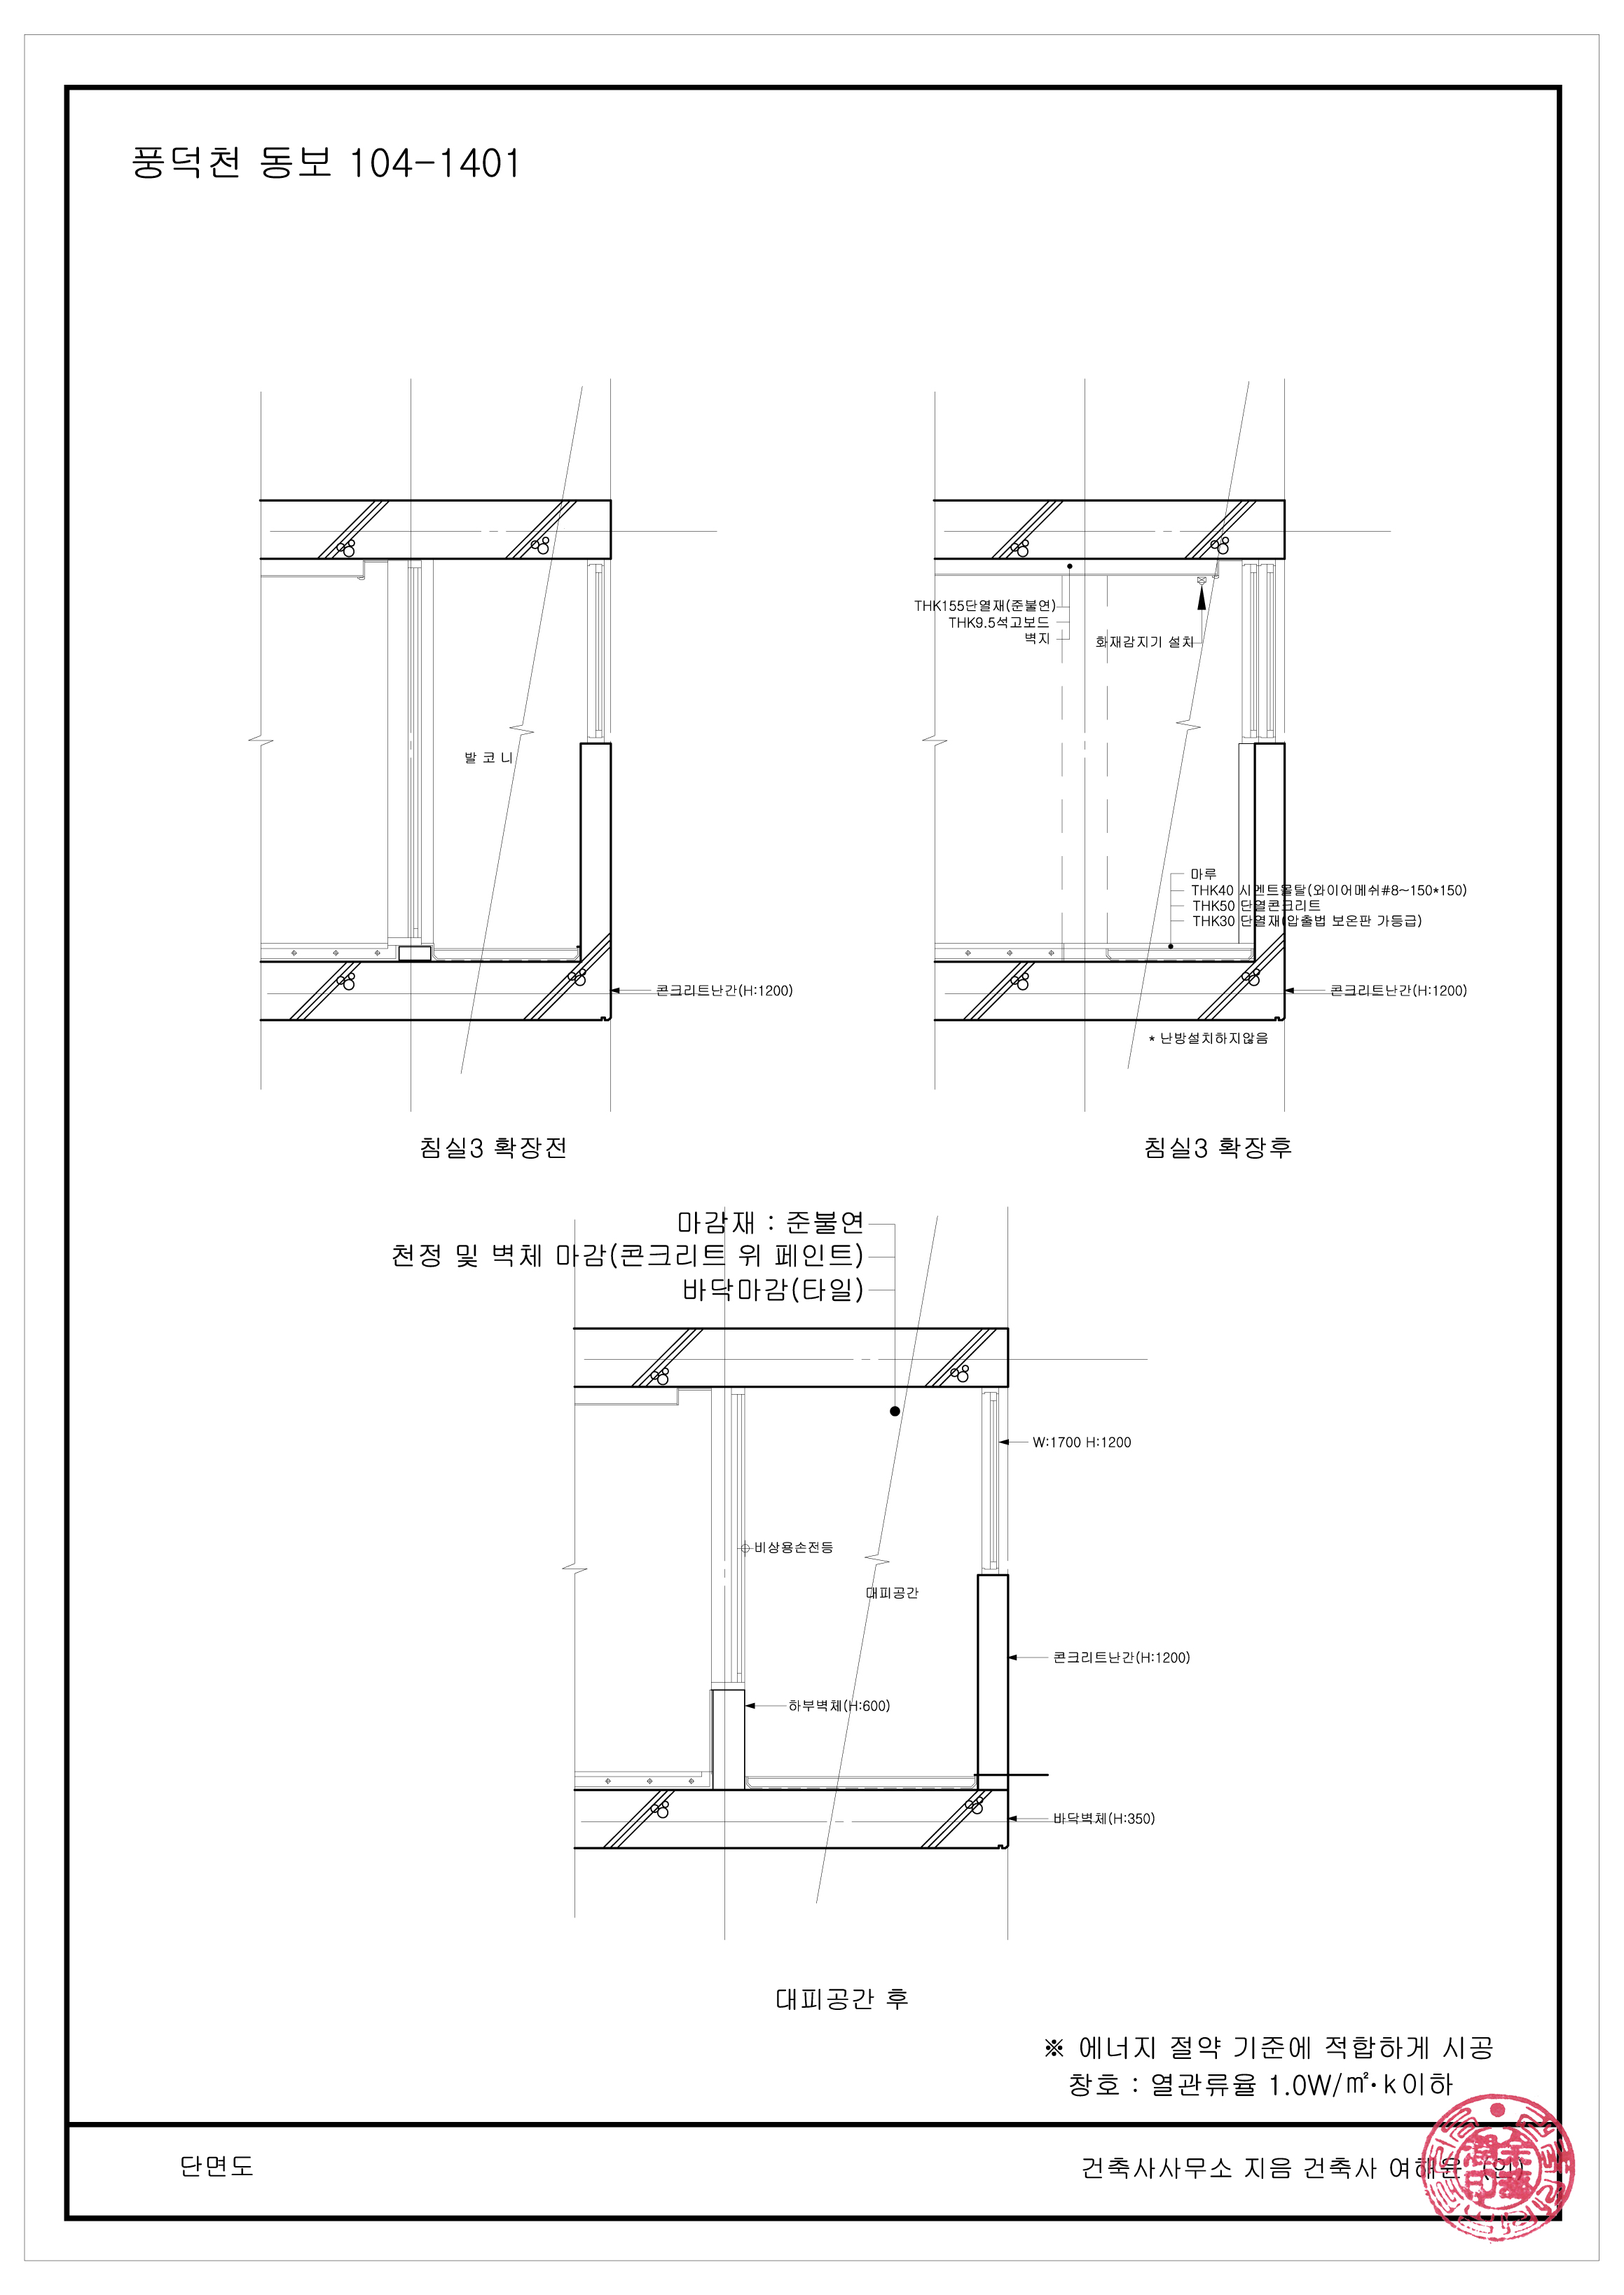 풍덕천 동보 104-1401
발 코 니
콘크리트난간(H:1200)
침실3 확장전
THK155단열재(준불연)
THK9.5석고보드
벽지
화재감지기 설치
마루
THK40 시멘트몰탈(와이어메쉬#8~150*150)
THK50 단열콘크리트
THK30 단열재(압출법 보온판 가등급)
콘크리트난간(H:1200)
* 난방설치하지않음
침실3 확장후
마감재 : 준불연
천정 및 벽체 마감(콘크리트 위 페인트)
바닥마감(타일)
W:1700 H:1200
비상용손전등
대피공간
콘크리트난간(H:1200)
하부벽체(H:600)
바닥벽체(H:350)
대피공간 후
※ 에너지 절약 기준에 적합하게 시공
창호 : 열관류율 1.0W/㎡·k이하
단면도
건축사사무소 지음 건축사 여해운 (인)